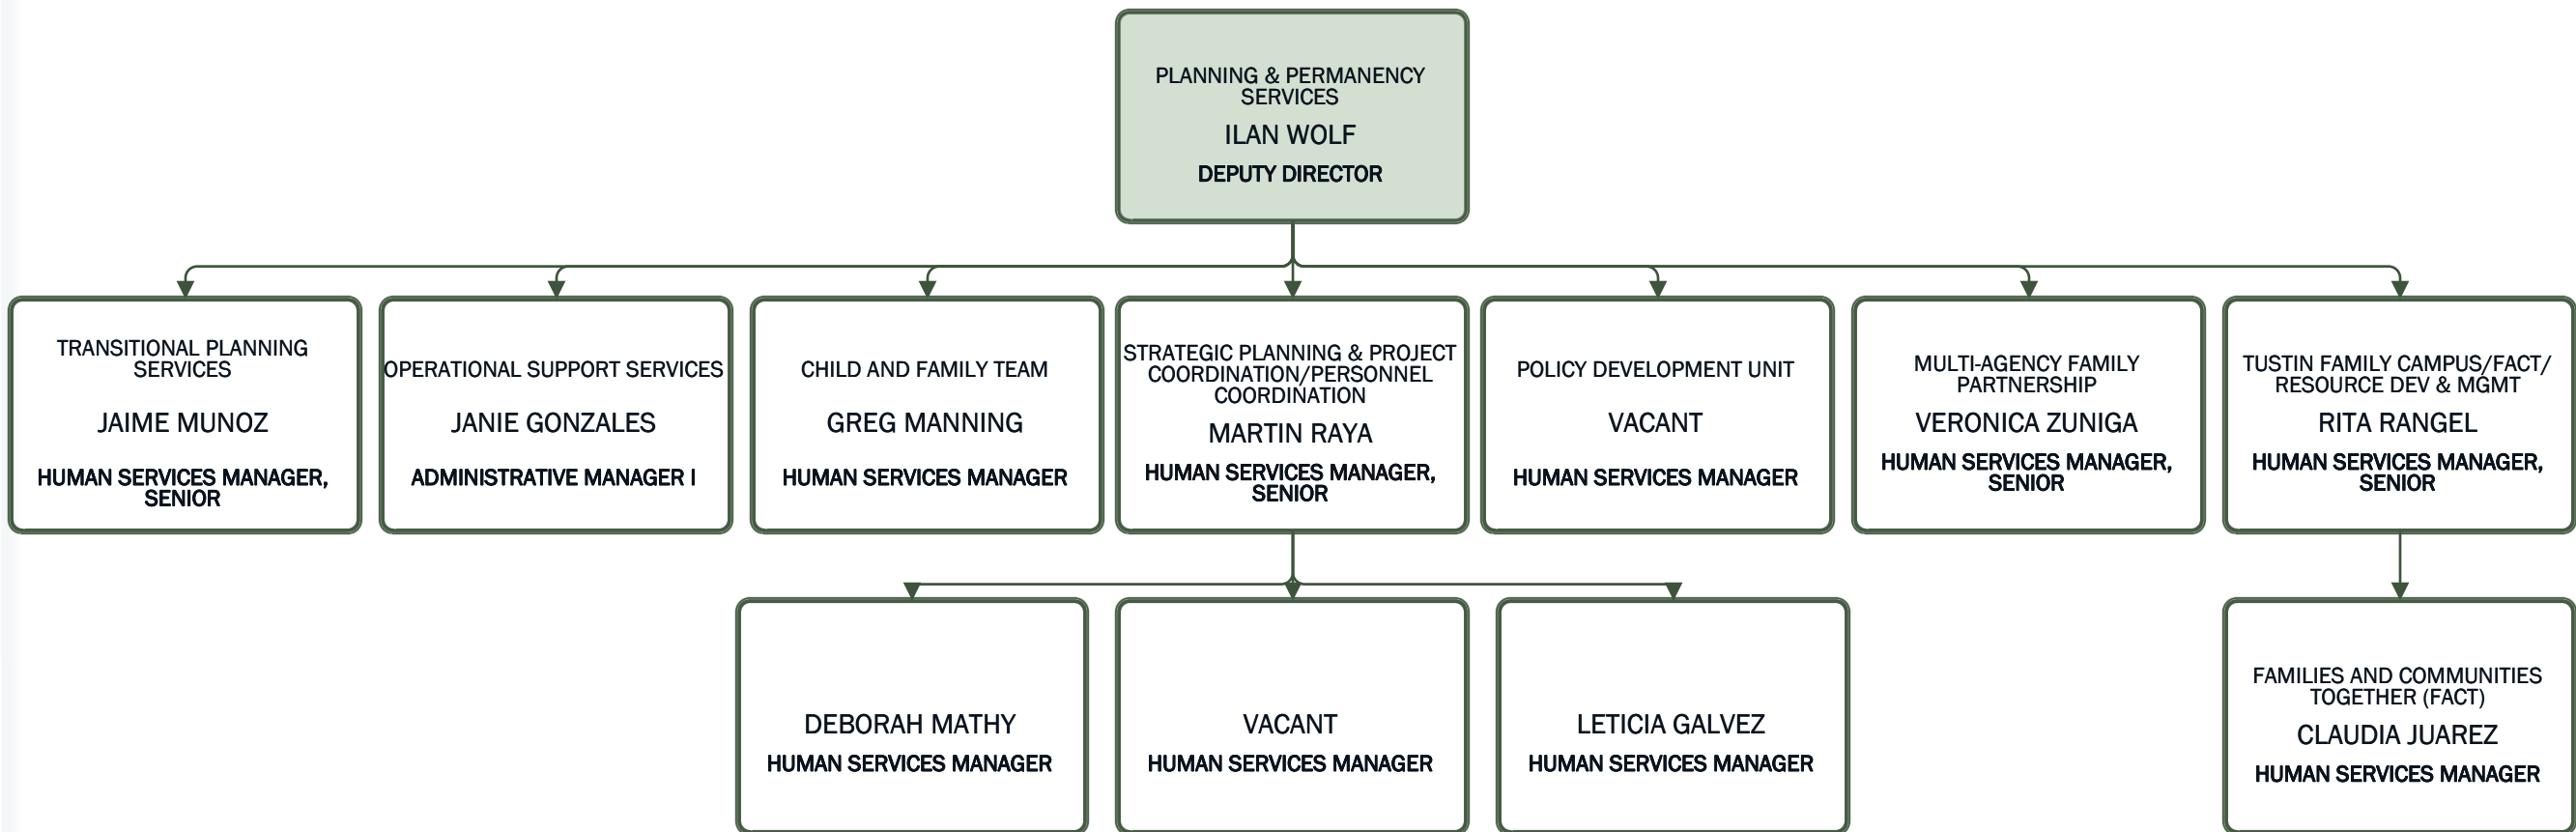 PLANNING & PERMANENCY
SERVICES
ILAN WOLF
DEPUTY DIRECTOR
TRANSITIONAL PLANNING
SERVICES
JAIME MUNOZ
HUMAN SERVICES MANAGER,
SENIOR
OPERATIONAL SUPPORT SERVICES
JANIE GONZALES
ADMINISTRATIVE MANAGER I
CHILD AND FAMILY TEAM
GREG MANNING
HUMAN SERVICES MANAGER
STRATEGIC PLANNING & PROJECT
COORDINATION/PERSONNEL
COORDINATION
MARTIN RAYA
HUMAN SERVICES MANAGER,
SENIOR
POLICY DEVELOPMENT UNIT
VACANT
HUMAN SERVICES MANAGER
MULTI-AGENCY FAMILY
PARTNERSHIP
VERONICA ZUNIGA
HUMAN SERVICES MANAGER,
SENIOR
TUSTIN FAMILY CAMPUS/FACT/
RESOURCE DEV & MGMT
RITA RANGEL
HUMAN SERVICES MANAGER,
SENIOR
DEBORAH MATHY
HUMAN SERVICES MANAGER
VACANT
HUMAN SERVICES MANAGER
LETICIA GALVEZ
HUMAN SERVICES MANAGER
FAMILIES AND COMMUNITIES
TOGETHER (FACT)
CLAUDIA JUAREZ
HUMAN SERVICES MANAGER